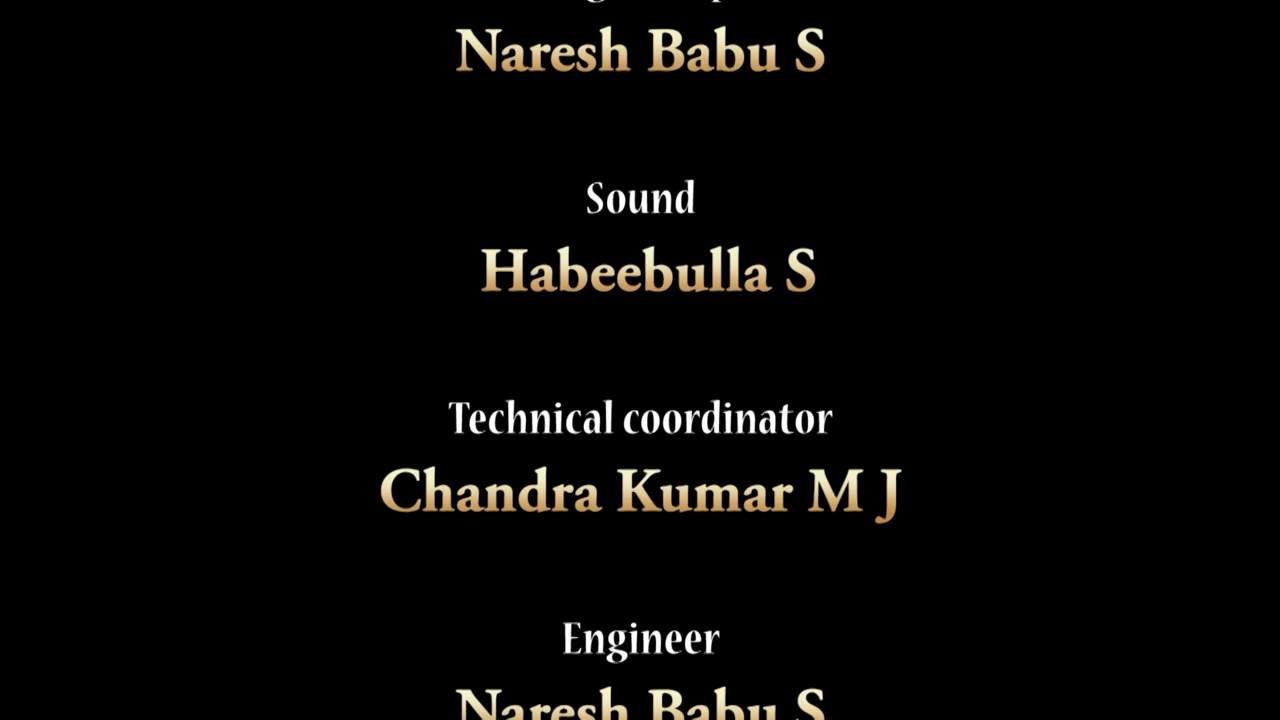 Naresh Babu S
Sound
Habeebulla S
Technical coordinator
Chandra Kumar M J
Engineer
Naresh Babu S